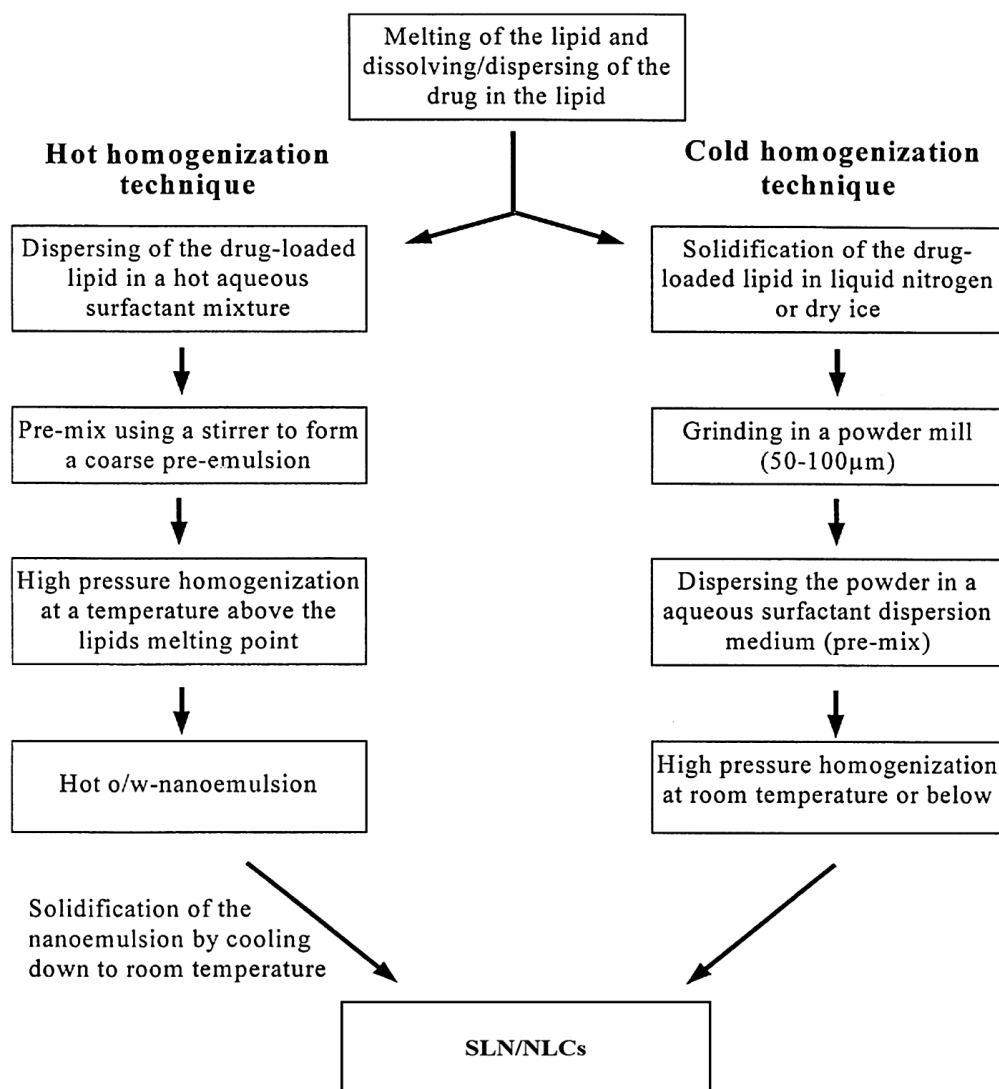 Melting of the lipid and
dissolving/dispersing of the
drug in the lipid
Hot homogenization
technique
Dispersing of the drug-loaded
lipid in a hot aqueous
surfactant mixture
Pre-mix using a stirrer to form
a coarse pre-emulsion
High pressure homogenization
at a temperature above the
lipids melting point
Hot o/w-nanoemulsion
Solidification of the
nanoemulsion by cooling
down to room temperature
Cold homogenization
technique
Solidification of the drug-
loaded lipid in liquid nitrogen
or dry ice
Grinding in a powder mill
(50-100µm)
Dispersing the powder in a
aqueous surfactant dispersion
medium (pre-mix)
High pressure homogenization
at room temperature or below
SLN/NLCs